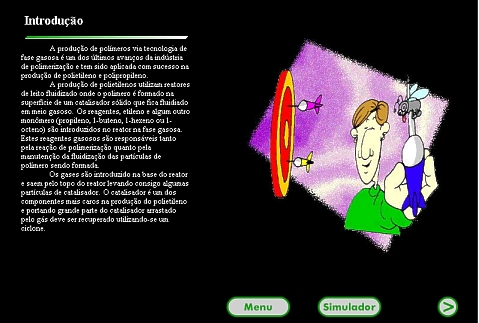 Introdução
A produção de polímeros via tecnologia de
fase gasosa é um dos últimos avanços da indústria
de polimerização e tem sido aplicada com sucesso na
produção de polietileno e polipropileno.
A produção de polietilenos utilizam reatores
de leito fluidizado onde o polímero é formado na
superfície de um catalisador sólido que fica fluidizado
em meio gasoso. Os reagentes, etileno e algum outro
monômero (propileno, 1-buteno, 1-hexeno ou 1-
octeno) são introduzidos no reator na fase gasosa.
Estes reagentes gasosos são responsáveis tanto
pela reação de polimerização quanto pela
manutenção da fluidização das partículas de
polímero sendo formada.
Os gases são introduzido na base do reator
e saem pelo topo do reator levando consigo algumas
partículas de catalisador. O catalisador é um dos
componentes mais caros na produção do polietileno
e portando grande parte do catalisador arrastado
pelo gás deve ser recuperado utilizando-se um
ciclone.
Menu
Simulador
>